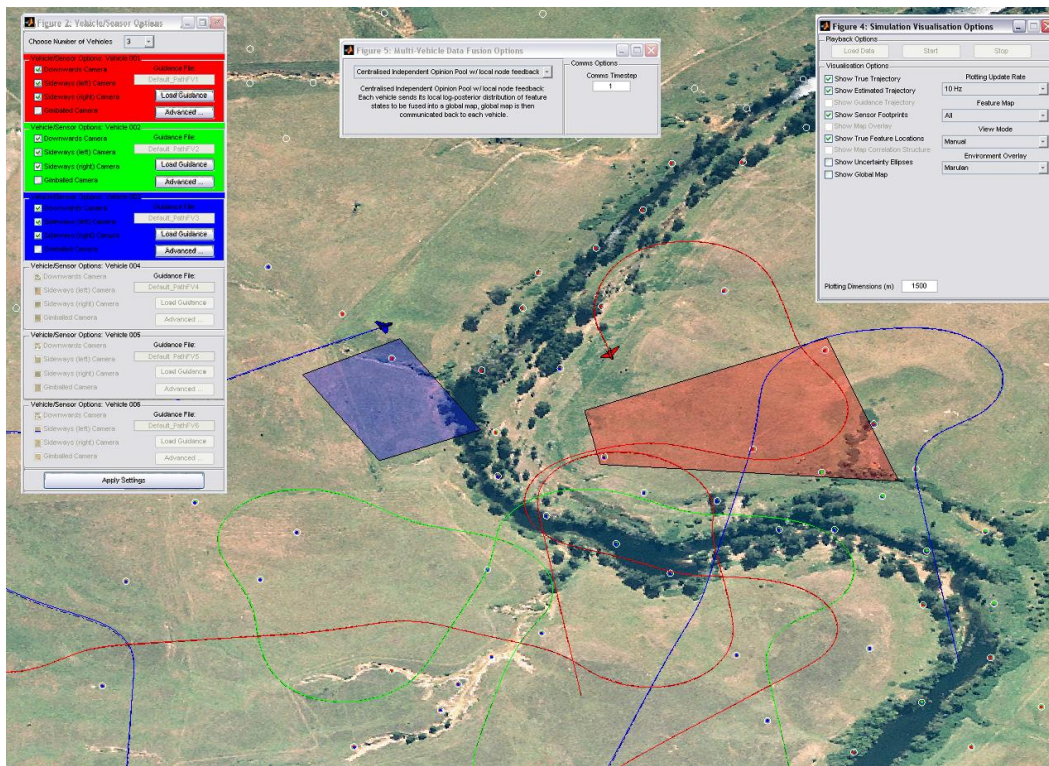 Figure 2: Vehicle/Sensor Options
Choose Number of Vehicles 3
Vehicle/Sensor Options: Vehicle 001
Downwards Camera
Guidance File:
Sideways (left) Camera
Default_PathFV1
Sideways (right) Camera
Load Guidance
Gimballed Camera
Advanced ...
Vehicle/Sensor Options: Vehicle 002
Downwards Camera
Guidance File:
Sideways (left) Camera
Default_PathFV2
Sideways (right) Camera
Load Guidance
Gimballed Camera
Advanced ...
Downwards Camera
Guidance File:
Sideways (left) Camera
Default_PathFV3
Sideways (right) Camera
Load Guidance
Gimballed Camera
Advanced ...
Vehicle/Sensor Options: Vehicle 004
Downwards Camera
Guidance File:
Sideways (left) Camera
Default_PathFV4
Sideways (right) Camera
Load Guidance
Gimballed Camera
Advanced ...
Vehicle/Sensor Options: Vehicle 005
Downwards Camera
Guidance File:
Sideways (left) Camera
Default_PathFV5
Sideways (right) Camera
Load Guidance
Gimballed Camera
Advanced ...
Vehicle/Sensor Options: Vehicle 006
Downwards Camera
Guidance File:
Sideways (left) Camera
Default_PathFV6
Sideways (right) Camera
Load Guidance
Gimballed Camera
Advanced ...
Apply Settings
Figure 5: Multi-Vehicle Data Fusion Options
Centralised Independent Opinion Pool w/ local node feedback
Centralised Independent Opinion Pool w/ local node feedback:
Each vehicle sends its local log-posterior distribution of feature
states to be fused into a global map, global map is then
communicated back to each vehicle.
Comms Options
Comms Timestep
1
Figure 4: Simulation Visualisation Options
Playback Options
Load Data Start Stop
Visualisation Options
Show True Trajectory
Show Estimated Trajectory
Show Guidance Trajectory
Show Sensor Footprints
Show Map Overlay
Show True Feature Locations
Show Map Correlation Structure
Show Uncertainty Ellipses
Show Global Map
Plotting Update Rate
10 Hz
Feature Map
All
View Mode
Manual
Environment Overlay
Marulan
Plotting Dimensions (m) 1500